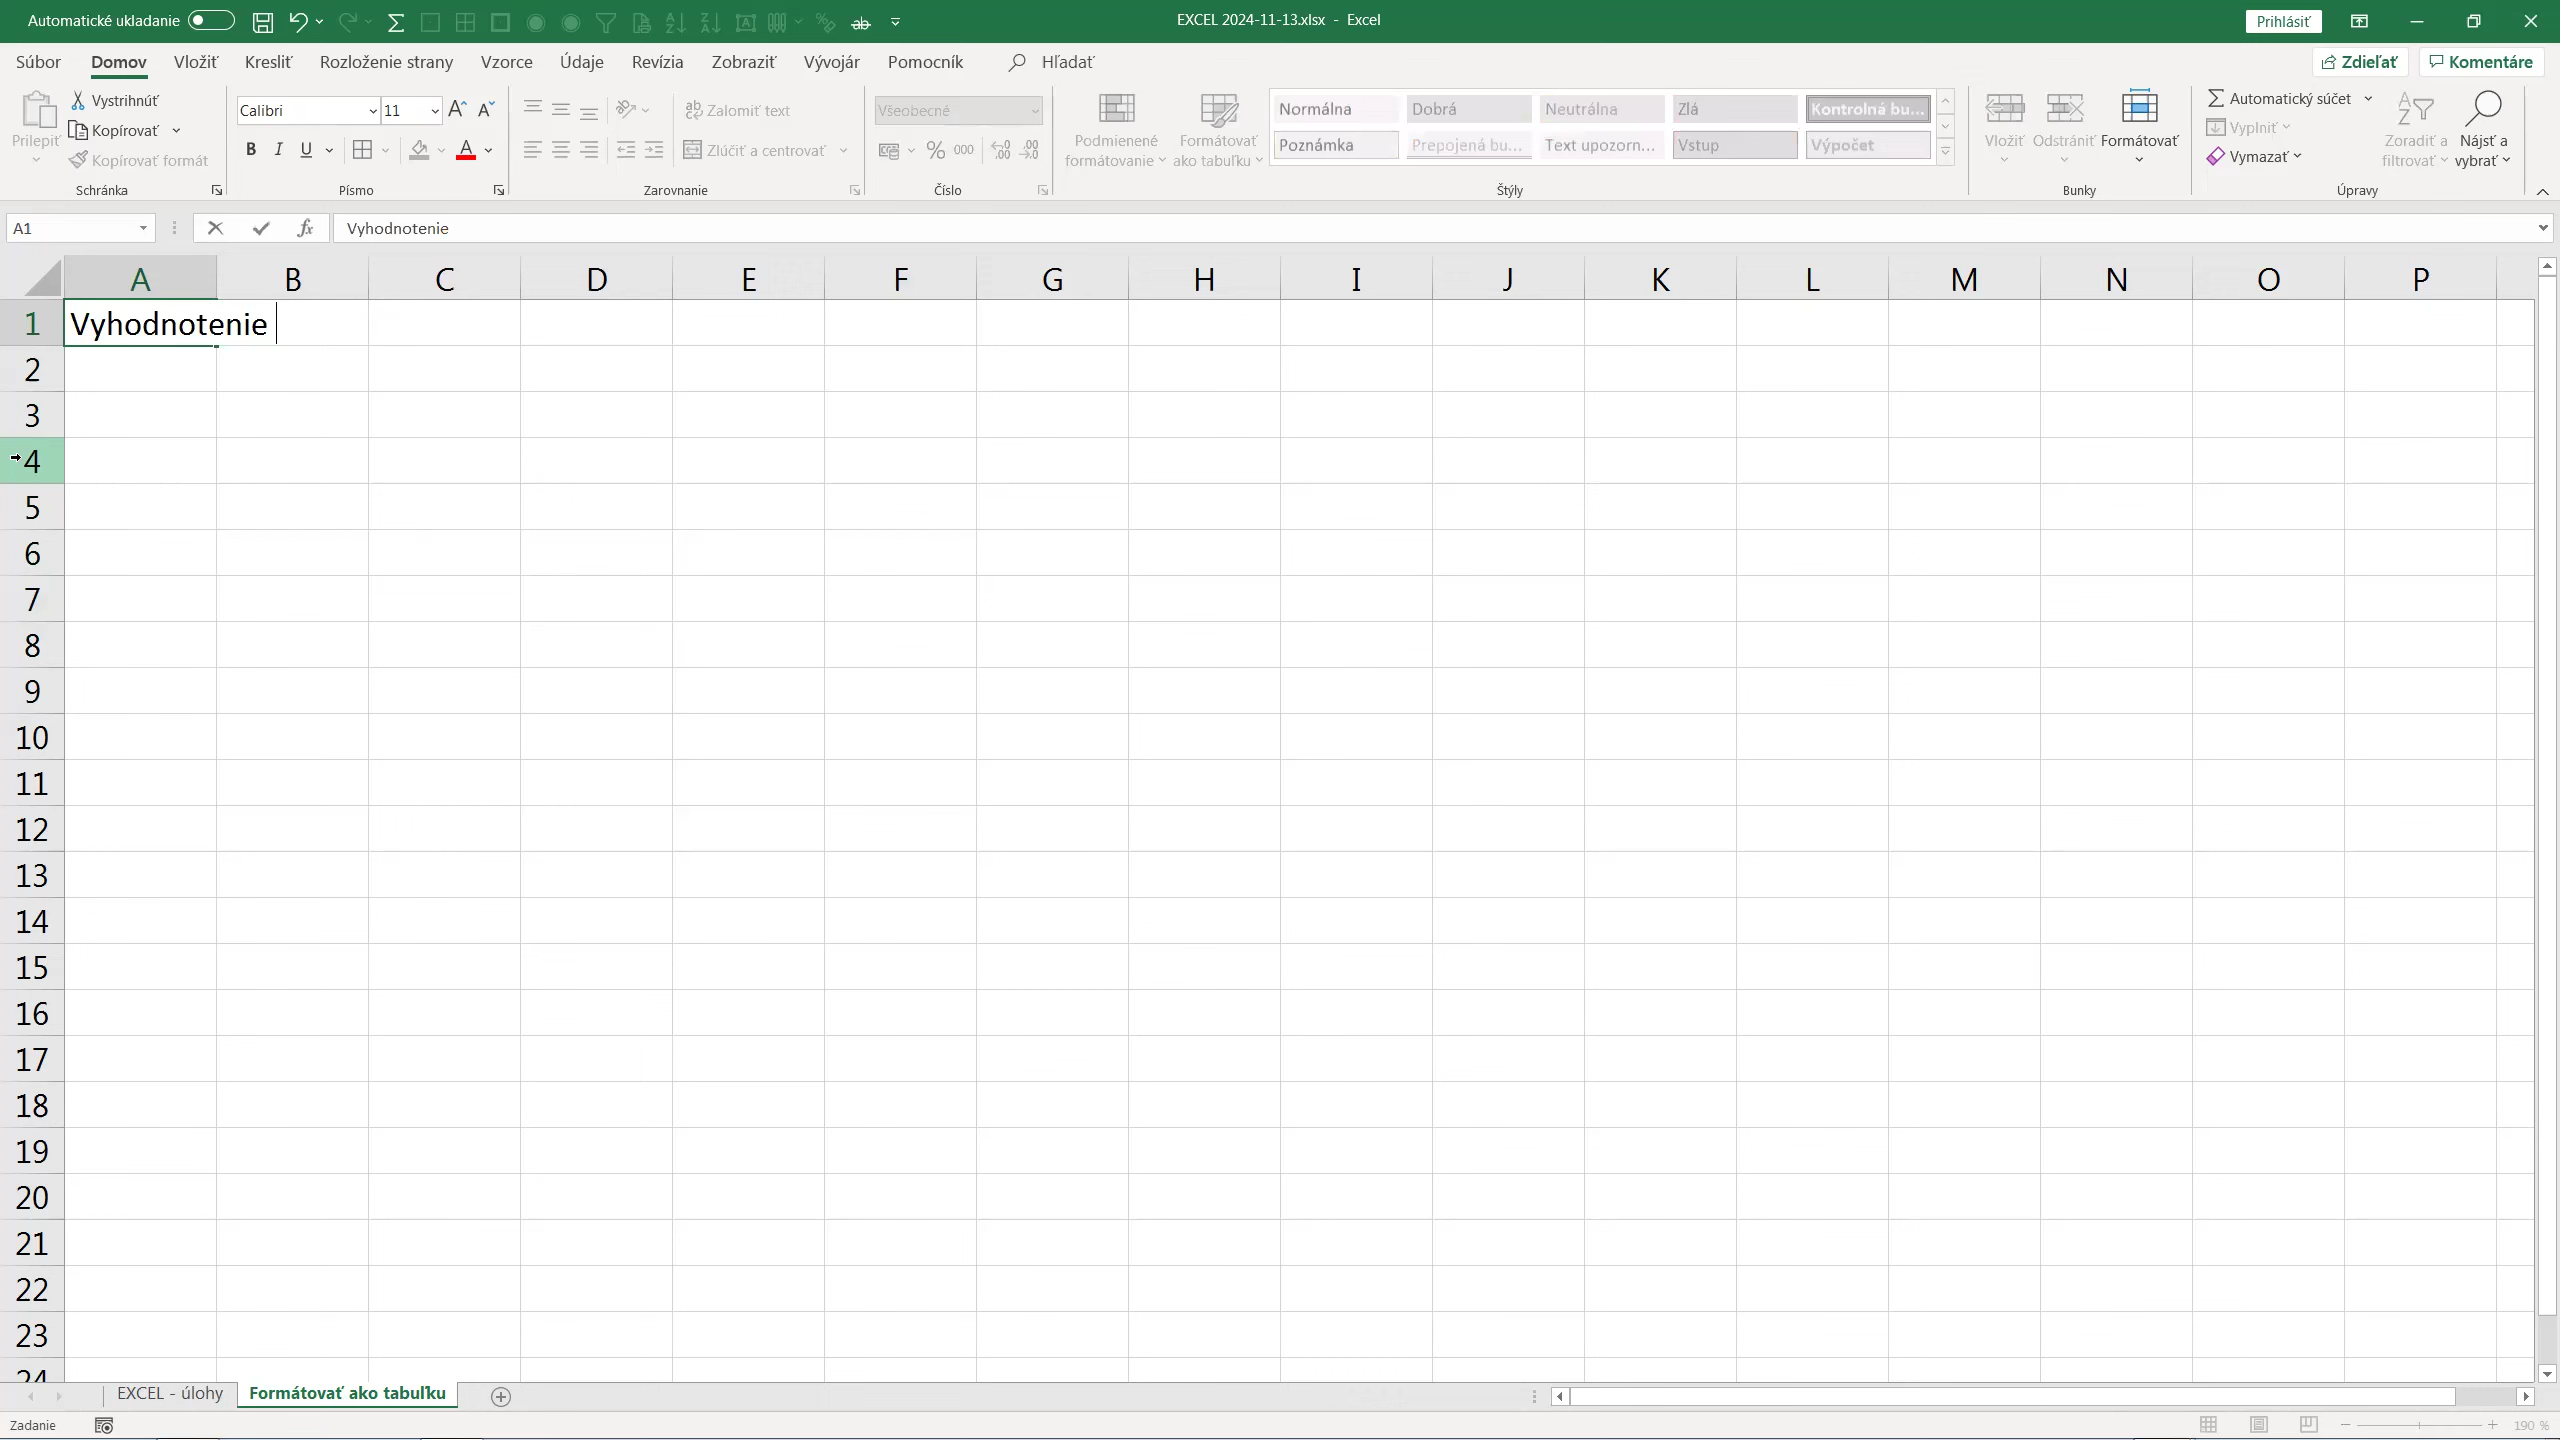 Automatické ukladanie
EXCEL 2024-11-13.xlsx - Excel
Prihlásiť
Súbor Domov Vložiť Kresliť Rozloženie strany Vzorce Údaje Revízia Zobraziť Vývojár Pomocník Hľadať
Zdieľať Komentáre
Prilepiť
Vystrihnúť
Kopírovať
Kopírovať formát
Schránka
Calibri 11
B I U A
Písmo
Zalomiť text
Zlúčiť a centrovať
Zarovnanie
Všeobecné
% 000
Číslo
Podmienené
formátovanie
Formátovať
ako tabuľku
Normálna Dobrá Neutrálna Zlá Kontrolná bu...
Poznámka Prepojená bu... Text upozorn... Vstup Výpočet
Štýly
Vložiť Odstrániť Formátovať
Bunky
Automatický súčet
Vyplniť
Vymazať
Zoradiť a
filtrovať
Nájsť a
vybrať
Úpravy
A1
fx
Vyhodnotenie
A B C D E F G H I J K L M N O P
1 Vyhodnotenie
2
3
4
5
6
7
8
9
10
11
12
13
14
15
16
17
18
19
20
21
22
23
24
EXCEL - úlohy Formátovať ako tabuľku
Zadanie
190 %